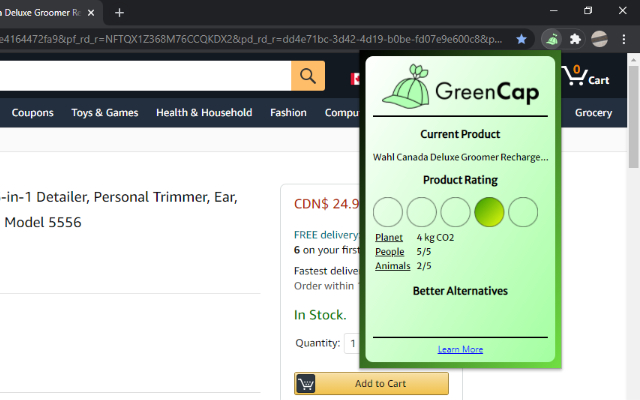 a Deluxe Groomer Re
e4164472fa9&pf_rd_r=NFTQX1Z368M76CCQKDX2&pd_rd_r=dd4e71bc-3d42-4d19-b0be-fd07e9e600c8&p...
0
Cart
Coupons Toys & Games Health & Household Fashion Compu Grocery
-in-1 Detailer, Personal Trimmer, Ear,
Model 5556
CDN$ 24.9
FREE delivery:
6 on your first
Fastest delive
Order within
In Stock.
Quantity: 1
Add to Cart
GreenCap
Current Product
Wahl Canada Deluxe Groomer Recharge...
Product Rating
Planet 4 kg CO2
People 5/5
Animals 2/5
Better Alternatives
Learn More